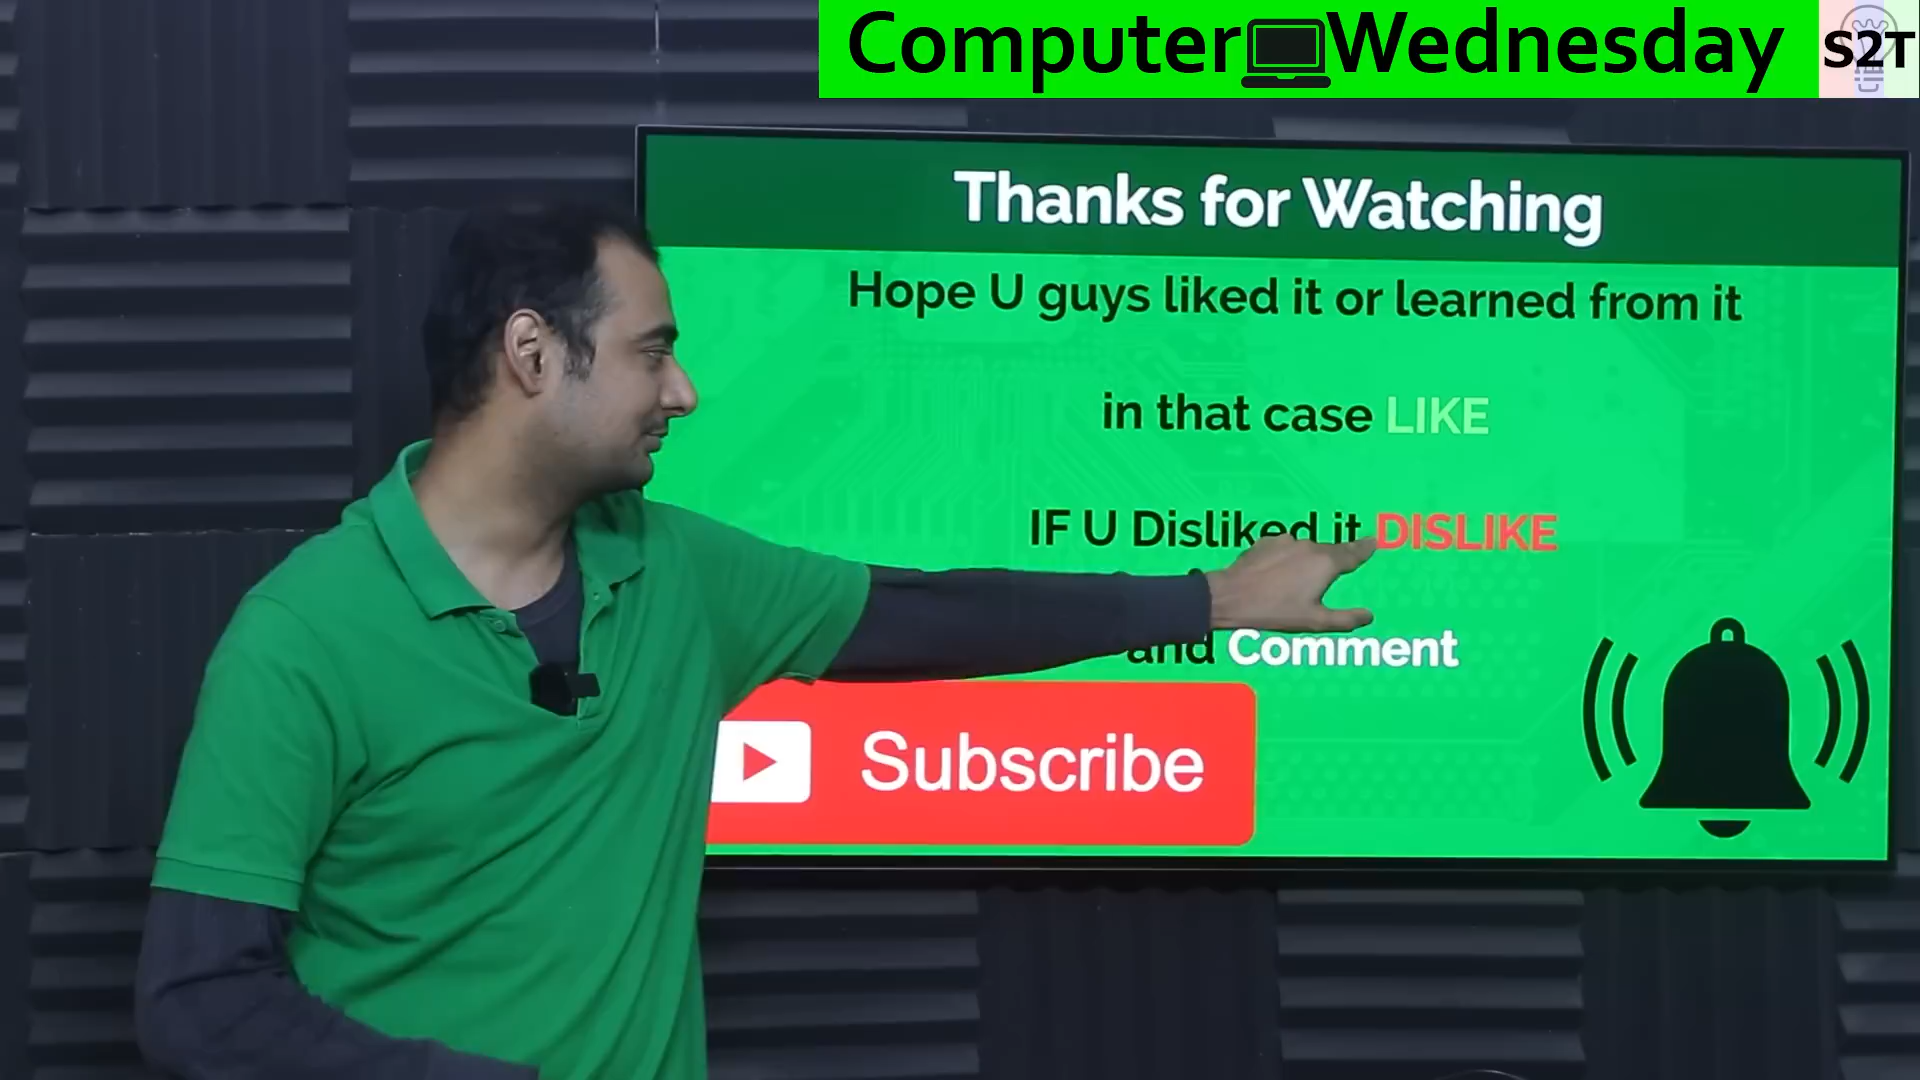 Computer Wednesday
S2T
Thanks for Watching
Hope U guys liked it or learned from it
in that case LIKE
IF U Disliked it DISLIKE
and Comment
Subscribe